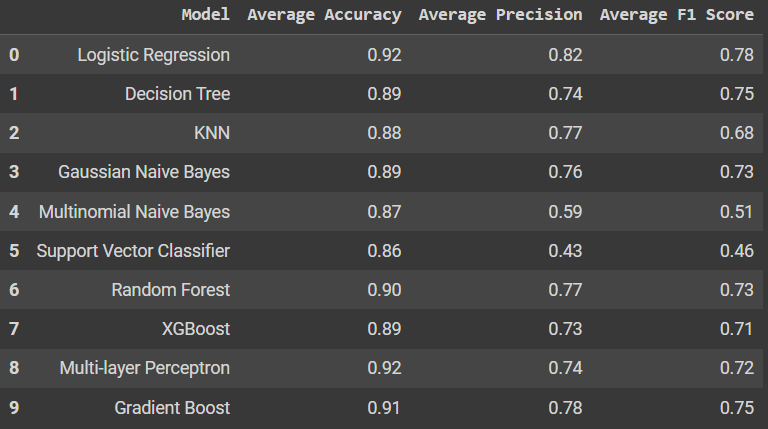 Model Average Accuracy Average Precision Average F1 Score
0 Logistic Regression 0.92 0.82 0.78
1 Decision Tree 0.89 0.74 0.75
2 KNN 0.88 0.77 0.68
3 Gaussian Naive Bayes 0.89 0.76 0.73
4 Multinomial Naive Bayes 0.87 0.59 0.51
5 Support Vector Classifier 0.86 0.43 0.46
6 Random Forest 0.90 0.77 0.73
7 XGBoost 0.89 0.73 0.71
8 Multi-layer Perceptron 0.92 0.74 0.72
9 Gradient Boost 0.91 0.78 0.75